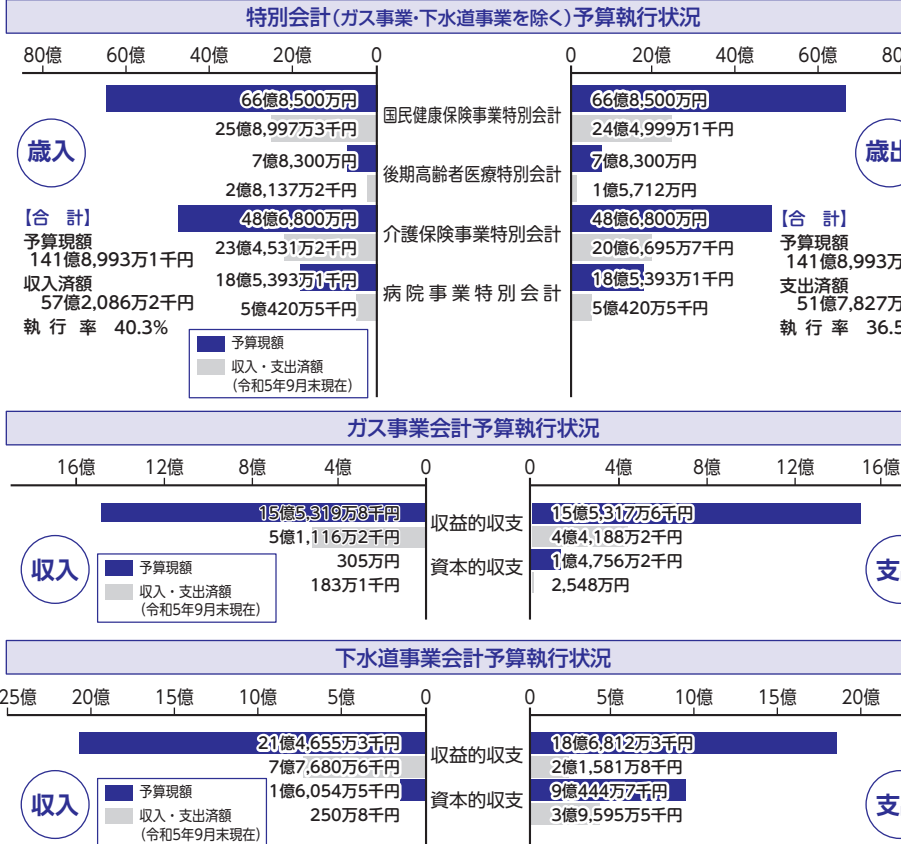 特別会計(ガス事業・下水道事業を除く)予算執行状況
80億 60億 40億 20億 0 0 20億 40億 60億 80
66億8,500万円 国民健康保険事業特別会計 66億8,500万円
25億8,997万3千円 24億4,999万1千円
歳入 歳出
7億8,300万円 後期高齢者医療特別会計 7億8,300万円
2億8,137万2千円 1億5,712万円
48億6,800万円 介護保険事業特別会計 48億6,800万円
23億4,531万2千円 20億6,695万7千円
18億5,393万1千円 病院事業特別会計 18億5,393万1千円
5億420万5千円 5億420万5千円
【合 計】
予算現額
141億8,993万1千円
収入済額
57億2,086万2千円
執行率 40.3%
【合 計】
予算現額
141億8,993万
支出済額
51億7,827万
執行率 36.5
予算現額
収入・支出済額
(令和5年9月末現在)
ガス事業会計予算執行状況
16億 12億 8億 4億 0 0 4億 8億 12億 16億
15億5,319万8千円 収益的収支 15億5,317万6千円
5億1,116万2千円 4億4,188万2千円
収入 支
305万円 資本的収支 1億4,756万2千円
183万1千円 2,548万円
予算現額
収入・支出済額
(令和5年9月末現在)
下水道事業会計予算執行状況
25億 20億 15億 10億 5億 0 0 5億 10億 15億 20億
21億4,655万3千円 収益的収支 18億6,812万3千円
7億7,680万6千円 2億1,581万8千円
収入 支
1億6,054万5千円 資本的収支 9億444万7千円
250万8千円 3億9,595万5千円
予算現額
収入・支出済額
(令和5年9月末現在)